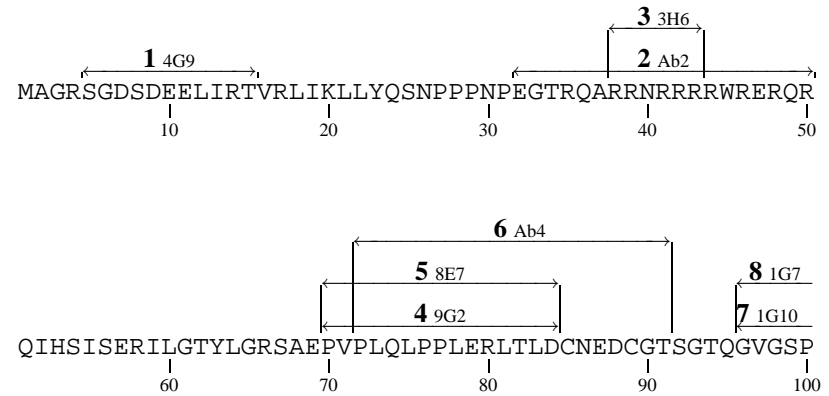 3 3H6
1 4G9 2 Ab2
MAGRSGDSDEELIRTVRLIKLLYQSNPPPNPEGTRQARRNRRRRWRERQR
10 20 30 40 50
6 Ab4
5 8E7 8 1G7
4 9G2 7 1G10
QIHSISERILGTYLGRSAEPVPLQLPPLERLTLDCNEDCGTSGTQGVGSP
60 70 80 90 100